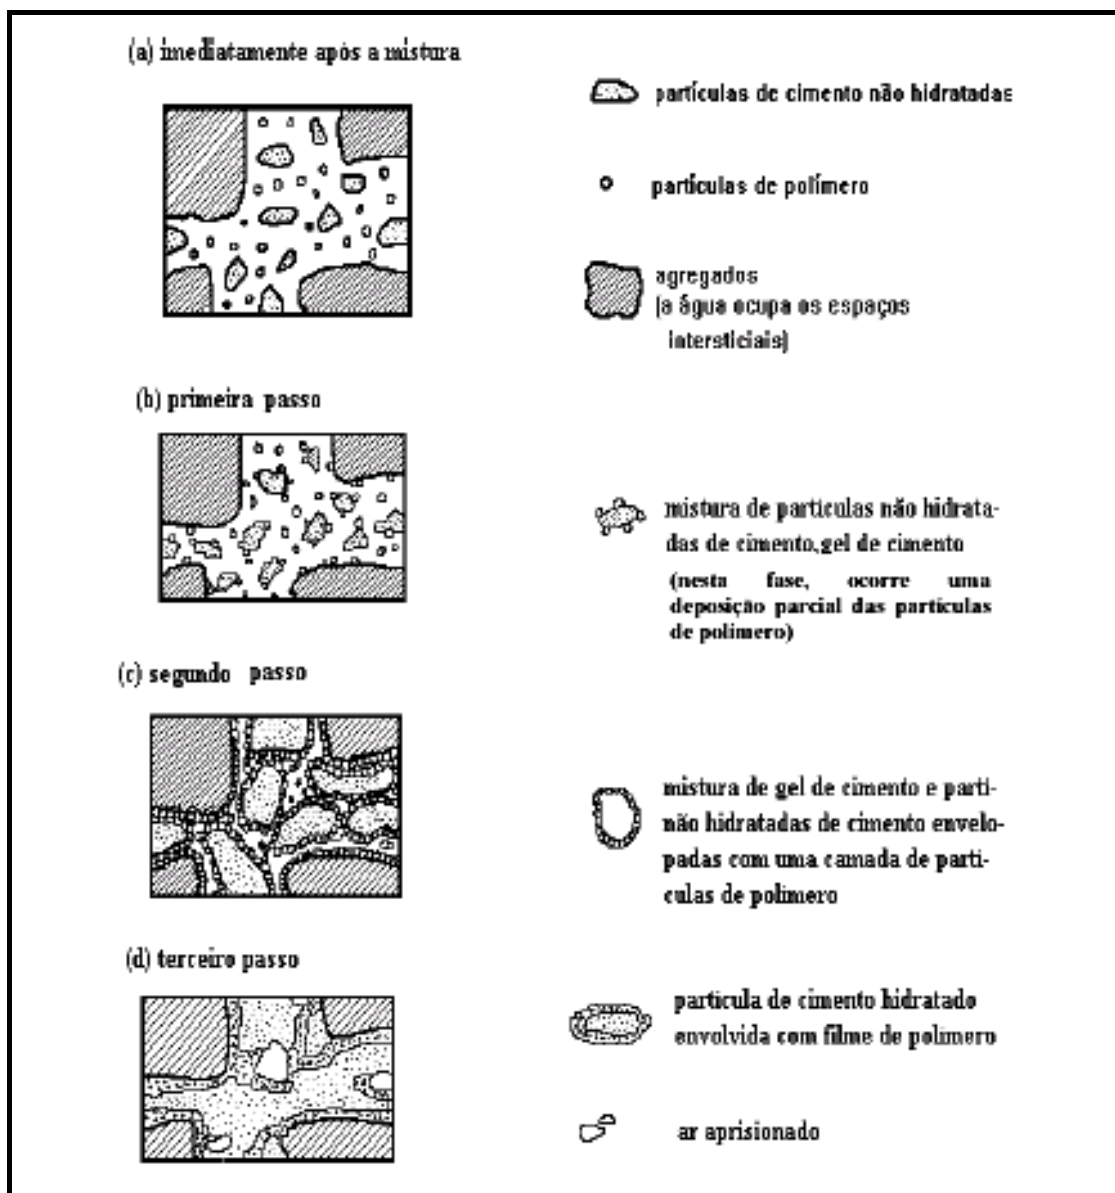 (a) imediatamente após a mistura
partículas de cimento não hidratadas
partículas de polímero
agregados
(a água ocupa os espaços
intersticiais)
(b) primeira passo
mistura de partículas não hidrata-
das de cimento,gel de cimento
(nesta fase, ocorre uma
deposição parcial das partículas
de polímero)
(c) segundo passo
mistura de gel de cimento e partí-
não hidratadas de cimento envelo-
padas com uma camada de partí-
culas de polímero
(d) terceiro passo
partícula de cimento hidratado
envolvida com filme de polímero
ar aprisionado